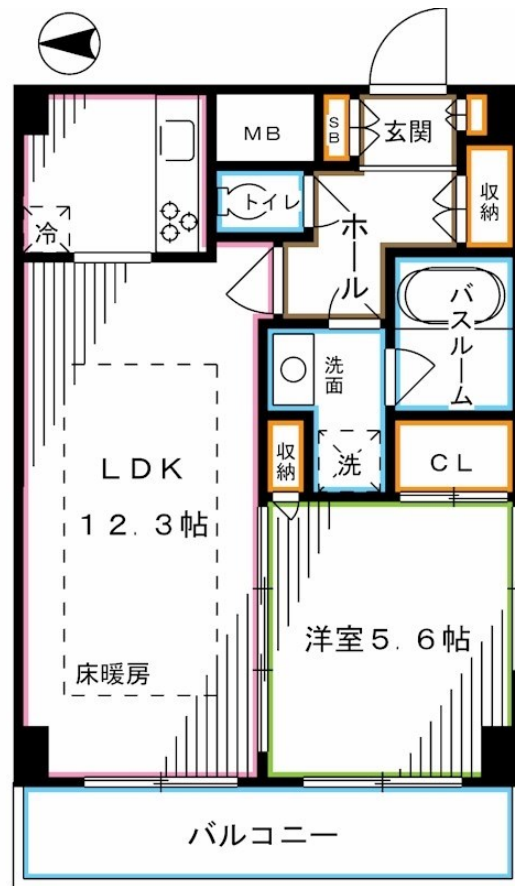 MB
SB
玄関
トイレ
収納
冷
ホール
バスルーム
洗面
収納
洗
CL
LDK
12.3帖
床暖房
洋室5.6帖
バルコニー